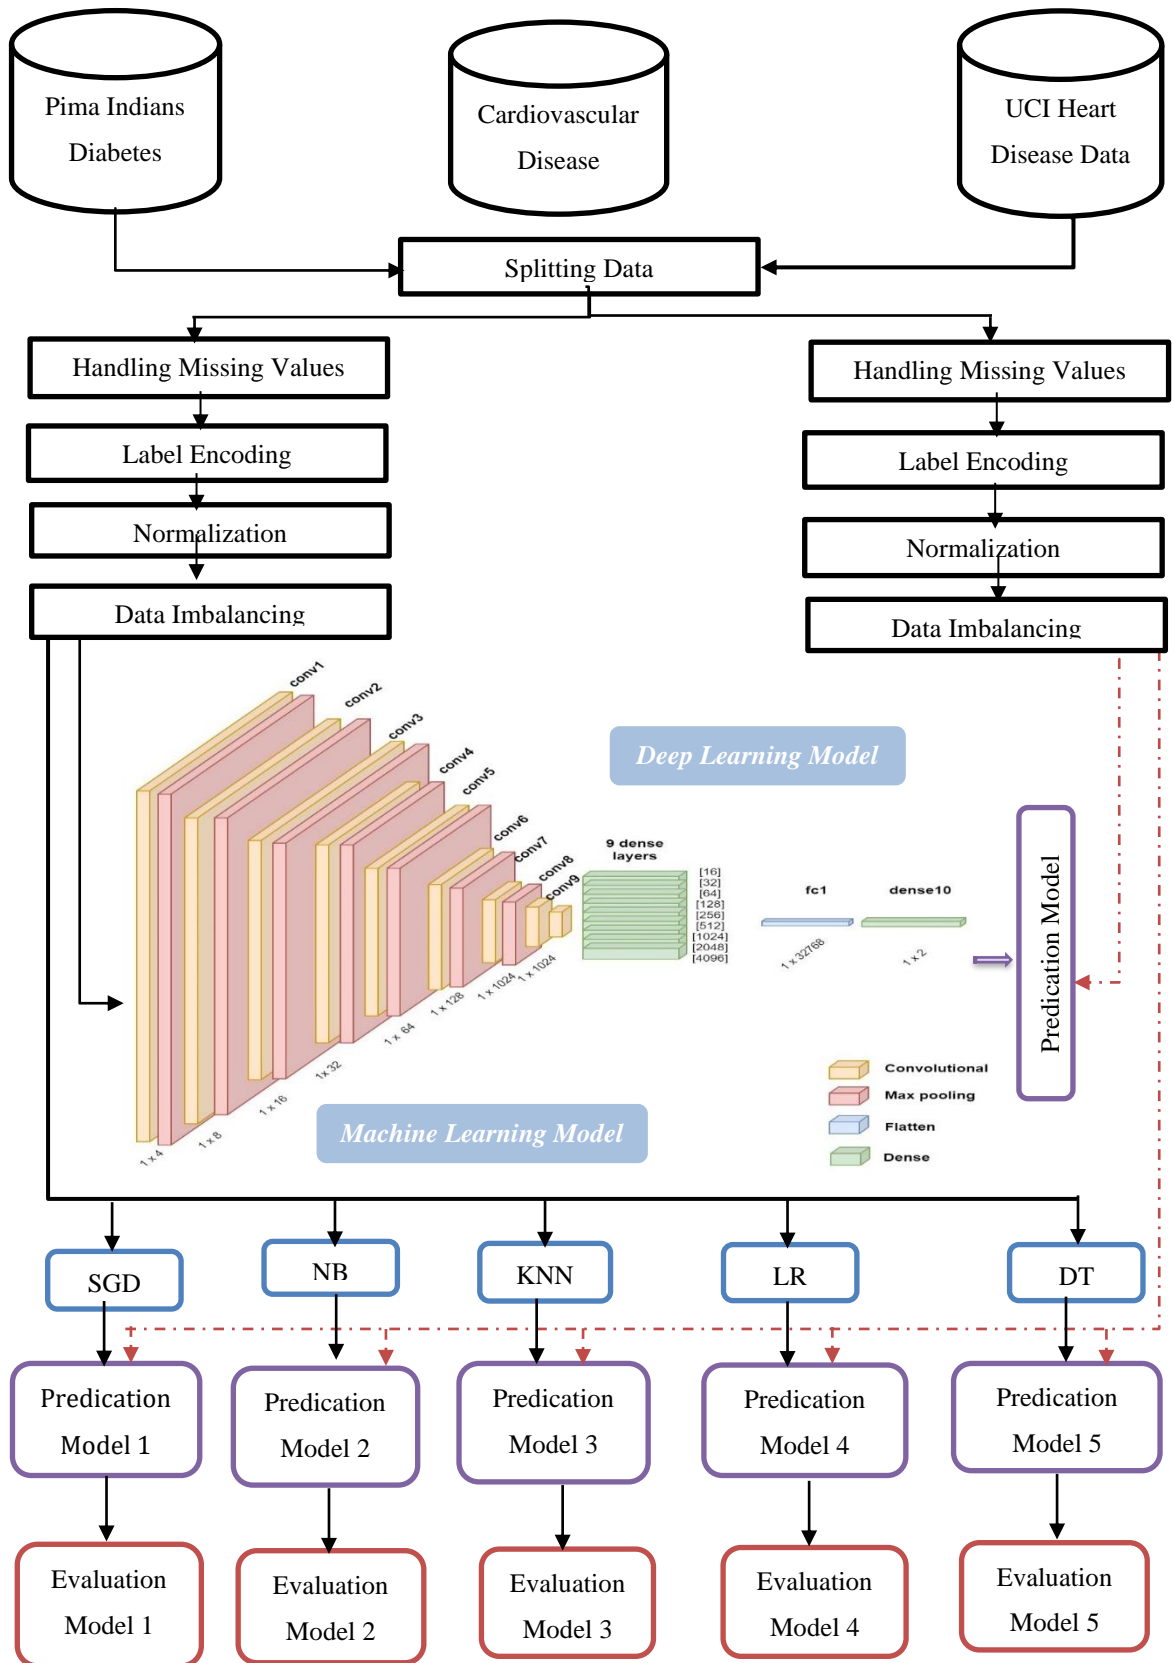 Pima Indians
Diabetes
Cardiovascular
Disease
UCI Heart
Disease Data
Splitting Data
Handling Missing Values
Handling Missing Values
Label Encoding
Label Encoding
Normalization
Normalization
Data Imbalancing
Data Imbalancing
conv1
conv2
conv3
conv4
conv5
conv6
conv7
conv8
conv9
Deep Learning Model
9 dense
layers
[16]
[32]
[64]
[128]
[256]
[512]
[1024]
[2048]
[4096]
fc1
dense10
1 x 32768
1 x 2
Predication Model
1 x 4
1 x 8
1 x 16
1x 32
1 x 64
1 x 128
1 x 1024
1 x 1024
Convolutional
Max pooling
Flatten
Dense
Machine Learning Model
SGD
NB
KNN
LR
DT
Predication
Model 1
Predication
Model 2
Predication
Model 3
Predication
Model 4
Predication
Model 5
Evaluation
Model 1
Evaluation
Model 2
Evaluation
Model 3
Evaluation
Model 4
Evaluation
Model 5